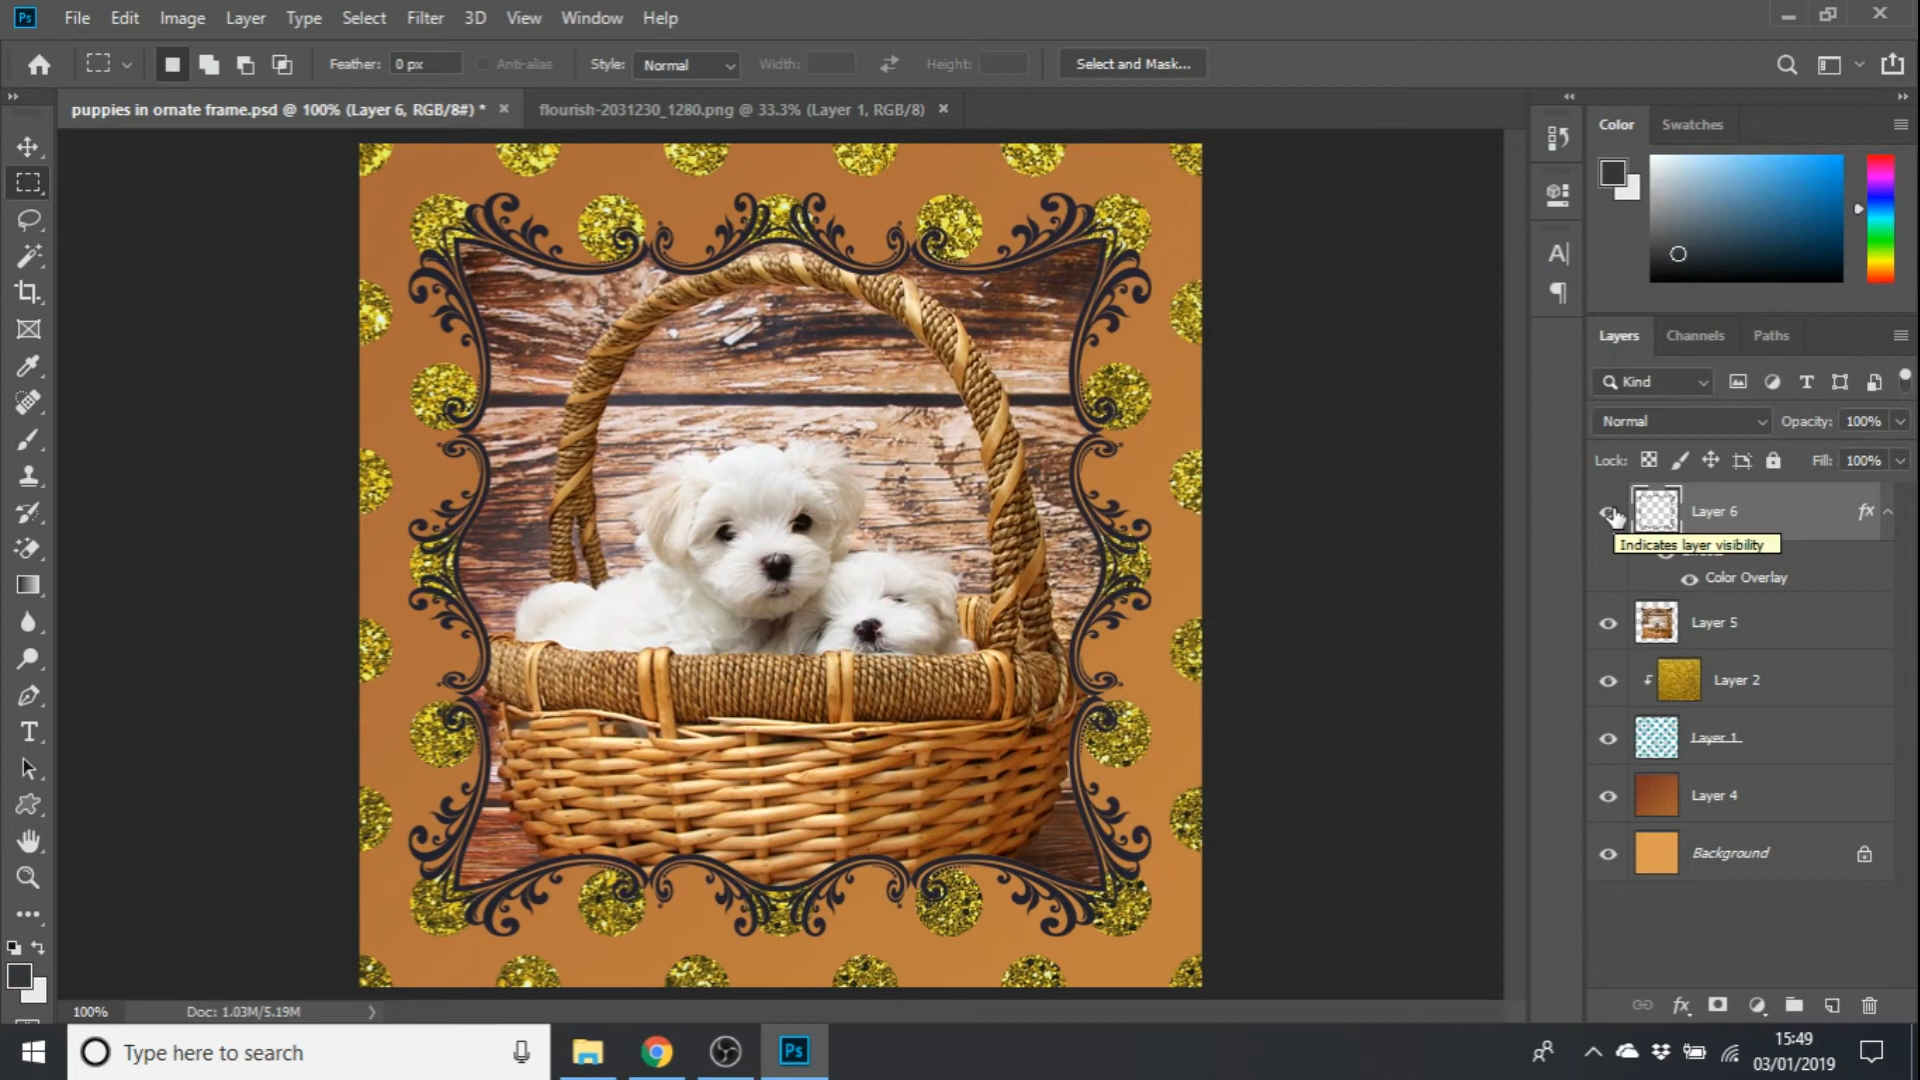 Ps File Edit Image Layer Type Select Filter 3D View Window Help
Feather: 0 px Anti-alias Style: Normal Width: Height: Select and Mask...
puppies in ornate frame.psd @ 100% (Layer 6, RGB/8#) * × flourish-2031230_1280.png @ 33.3% (Layer 1, RGB/8) ×
Color Swatches
Layers Channels Paths
Kind
Normal Opacity: 100%
Lock: Fill: 100%
Layer 6 fx
Indicates layer visibility
Color Overlay
Layer 5
Layer 2
Layer 1
Layer 4
Background
100% Doc: 1.03M/5.19M
fx
Type here to search
Ps
15:49
03/01/2019